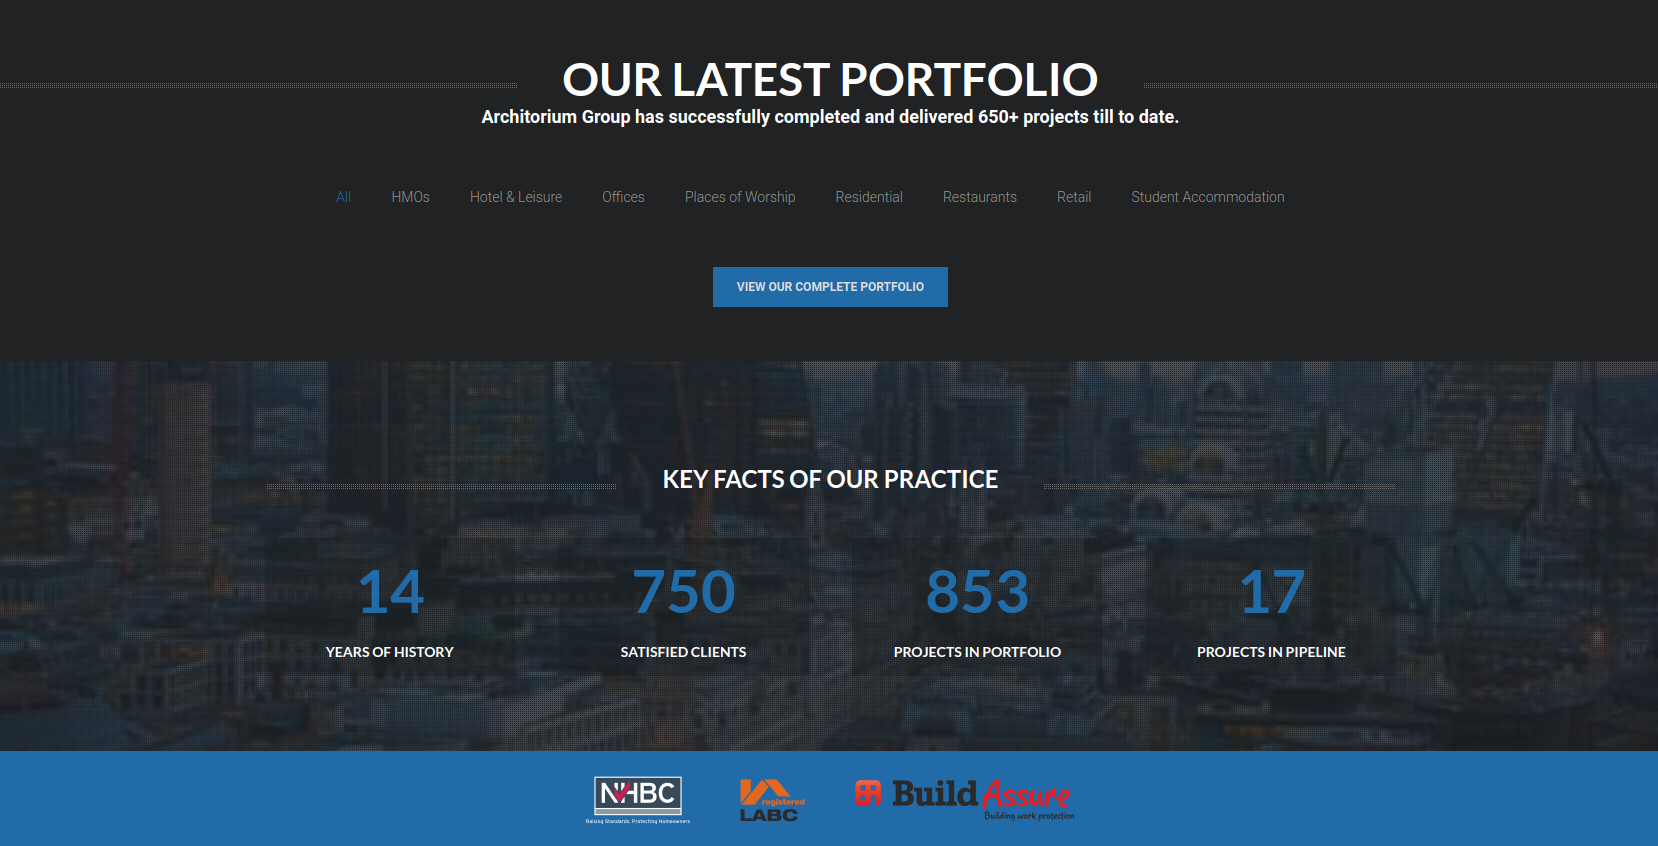 OUR LATEST PORTFOLIO
Architorium Group has successfully completed and delivered 650+ projects till to date.
All HMOs Hotel & Leisure Offices Places of Worship Residential Restaurants Retail Student Accommodation
VIEW OUR COMPLETE PORTFOLIO
KEY FACTS OF OUR PRACTICE
14 750 853 17
YEARS OF HISTORY SATISFIED CLIENTS PROJECTS IN PORTFOLIO PROJECTS IN PIPELINE
NHBC
Raising Standards. Protecting Homeowners
registered
LABC
Build Assure
Building work protection